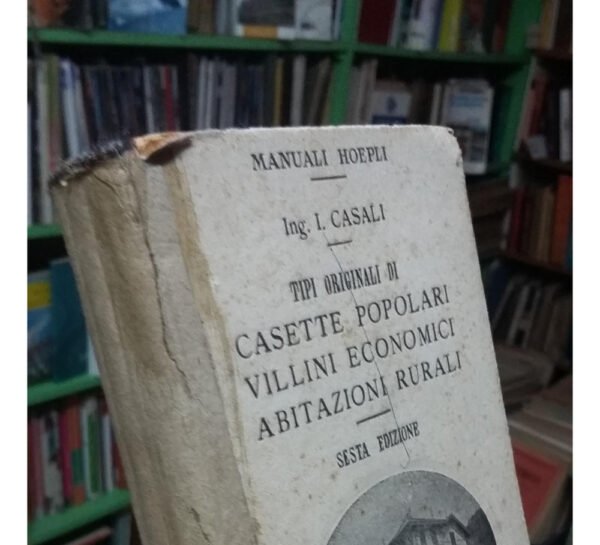 MANUALI HOEPLI
Ing. I. CASALI
TIPI ORIGINALI DI
CASETTE POPOLARI
VILLINI ECONOMICI
ABITAZIONI RURALI
SESTA EDIZIONE